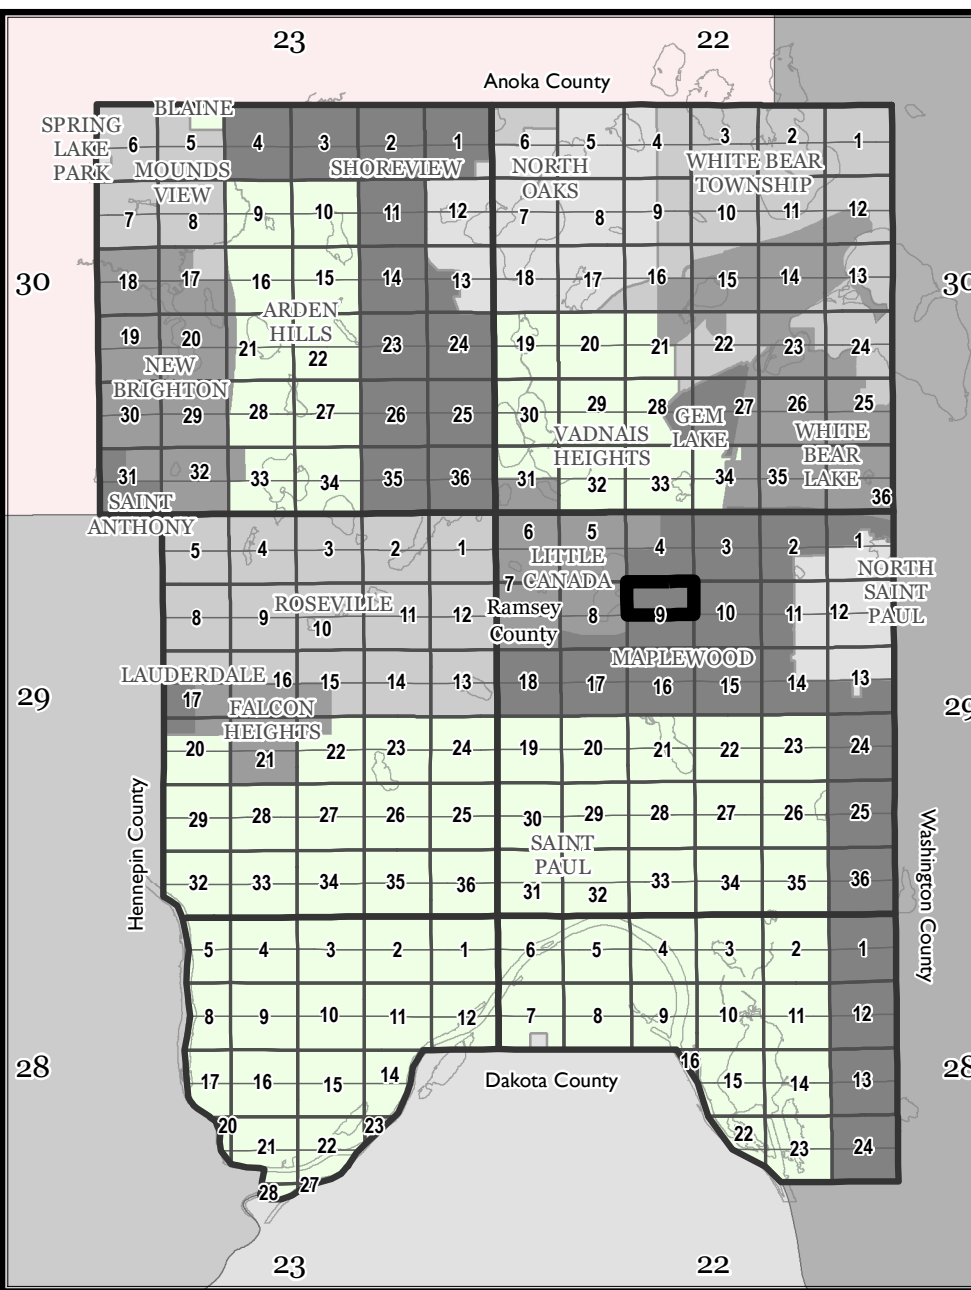 23 22
Anoka County
BLAINE
SPRING
LAKE
PARK
6 5 4 3 2 1 6 5 4 3 2 1
MOUNDS
VIEW
SHOREVIEW
NORTH
OAKS
WHITE BEAR
TOWNSHIP
7 8 9 10 11 12 7 8 9 10 11 12
30 18 17 16 15 14 13 18 17 16 15 14 13 30
ARDEN
HILLS
19 20 21 22 23 24 19 20 21 22 23 24
NEW
BRIGHTON
30 29 28 27 26 25 30 29 28 27 26 25
GEM
LAKE
VADNAIS
HEIGHTS
WHITE
BEAR
LAKE
31 32 33 34 35 36 31 32 33 34 35 36
SAINT
ANTHONY
5 4 3 2 1 6 5 4 3 2 1
LITTLE
CANADA
NORTH
SAINT
PAUL
8 9 10 11 12 7 8 9 10 11 12
ROSEVILLE
Ramsey
County
MAPLEWOOD
LAUDERDALE
29 17 16 15 14 13 18 17 16 15 14 13 29
FALCON
HEIGHTS
20 21 22 23 24 19 20 21 22 23 24
29 28 27 26 25 30 29 28 27 26 25
SAINT
PAUL
32 33 34 35 36 31 32 33 34 35 36
Hennepin County
Washington County
5 4 3 2 1 6 5 4 3 2 1
8 9 10 11 12 7 8 9 10 11 12
28 17 16 15 14 16 15 14 13 28
Dakota County
20 21 22 23 22 23 24
28 27
23 22